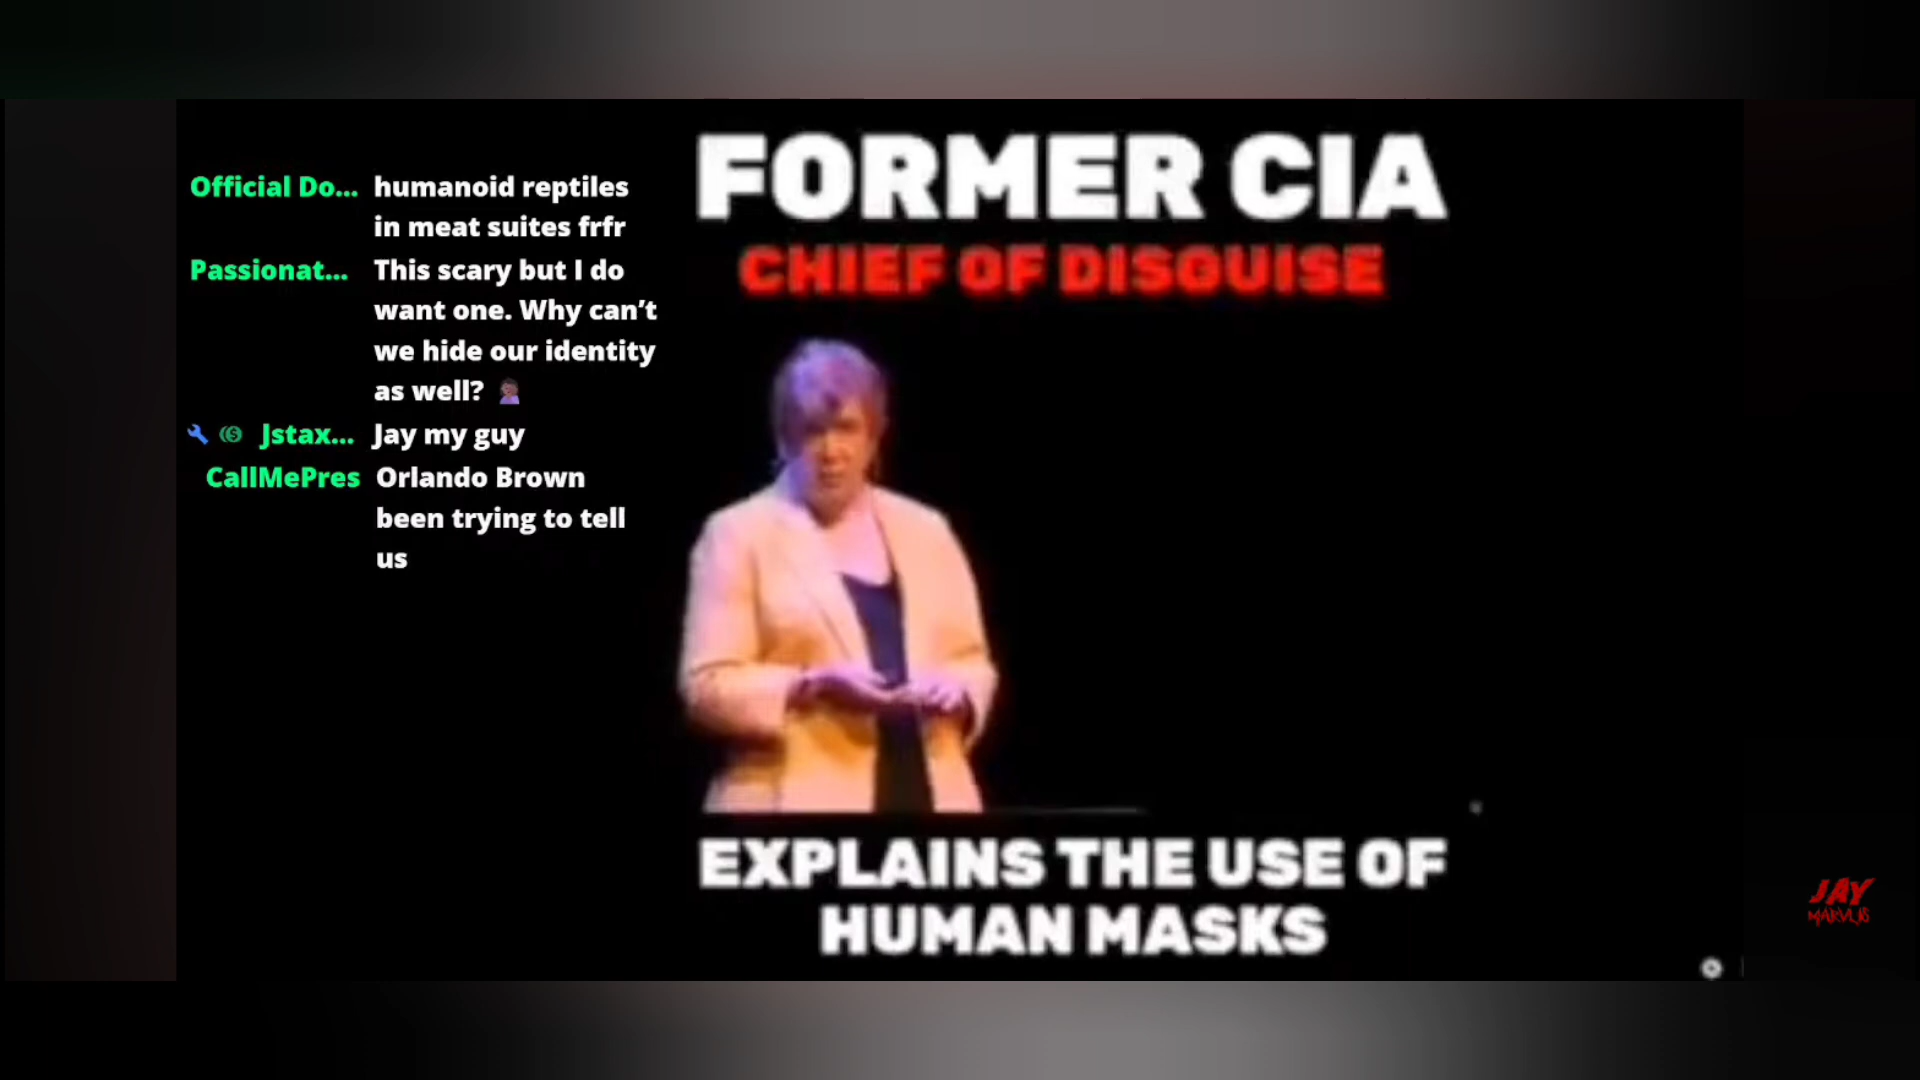 FORMER CIA
CHIEF OF DISGUISE
Official Do... humanoid reptiles
in meat suites frfr
Passionat... This scary but I do
want one. Why can't
we hide our identity
as well?
Jstax... Jay my guy
CallMePres Orlando Brown
been trying to tell
us
EXPLAINS THE USE OF
HUMAN MASKS
JAY
MARVUS